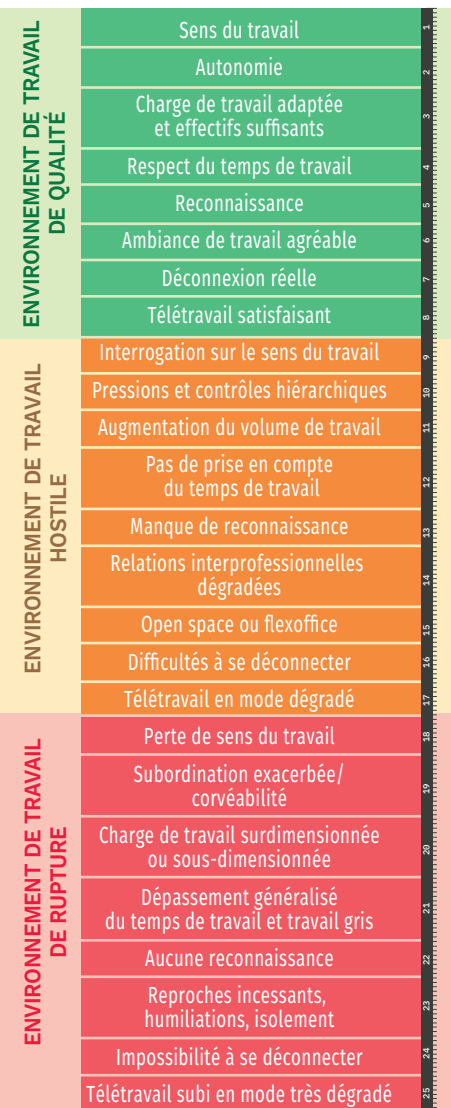 ENVIRONNEMENT DE TRAVAIL
DE QUALITÉ
Sens du travail
1
Autonomie
2
Charge de travail adaptée
et effectifs suffisants
3
Respect du temps de travail
4
Reconnaissance
5
Ambiance de travail agréable
6
Déconnexion réelle
7
Télétravail satisfaisant
8
ENVIRONNEMENT DE TRAVAIL
HOSTILE
Interrogation sur le sens du travail
9
Pressions et contrôles hiérarchiques
10
Augmentation du volume de travail
11
Pas de prise en compte
du temps de travail
12
Manque de reconnaissance
13
Relations interprofessionnelles
dégradées
14
Open space ou flexoffice
15
Difficultés à se déconnecter
16
Télétravail en mode dégradé
17
ENVIRONNEMENT DE TRAVAIL
DE RUPTURE
Perte de sens du travail
18
Subordination exacerbée/
corvéabilité
19
Charge de travail surdimensionnée
ou sous-dimensionnée
20
Dépassement généralisé
du temps de travail et travail gris
21
Aucune reconnaissance
22
Reproches incessants,
humiliations, isolement
23
Impossibilité à se déconnecter
24
Télétravail subi en mode très dégradé
25